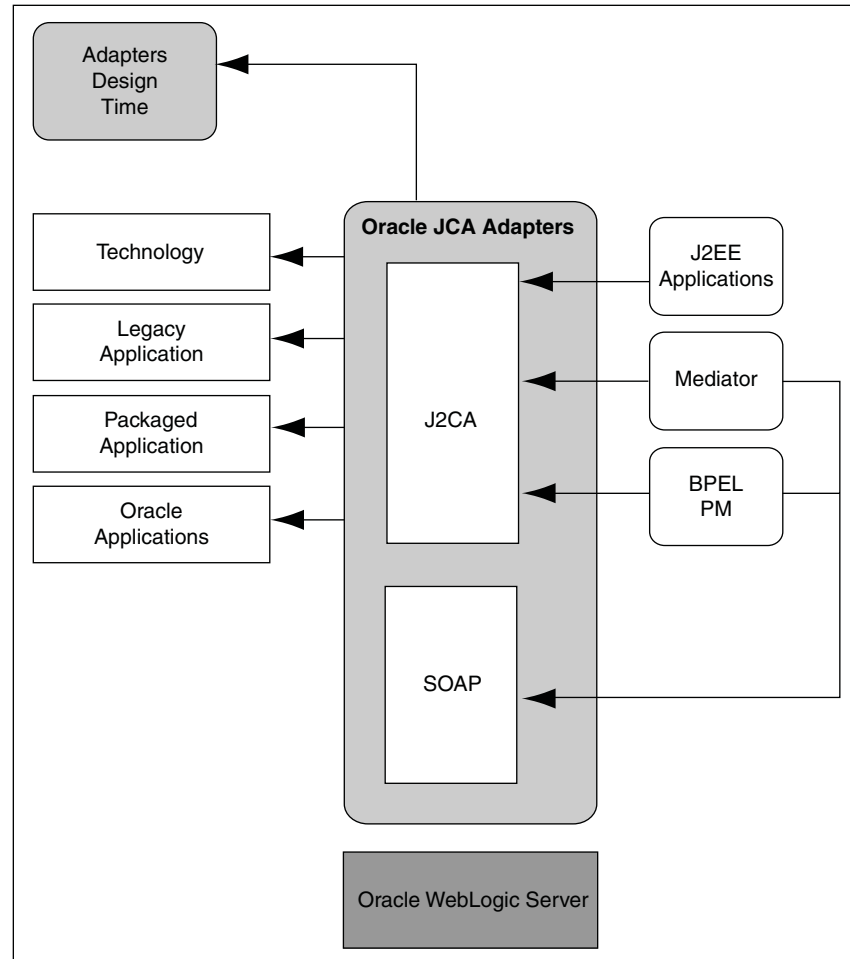 Adapters
Design
Time
Oracle JCA Adapters
Technology
Legacy
Application
Packaged
Application
Oracle
Applications
J2CA
SOAP
J2EE
Applications
Mediator
BPEL
PM
Oracle WebLogic Server